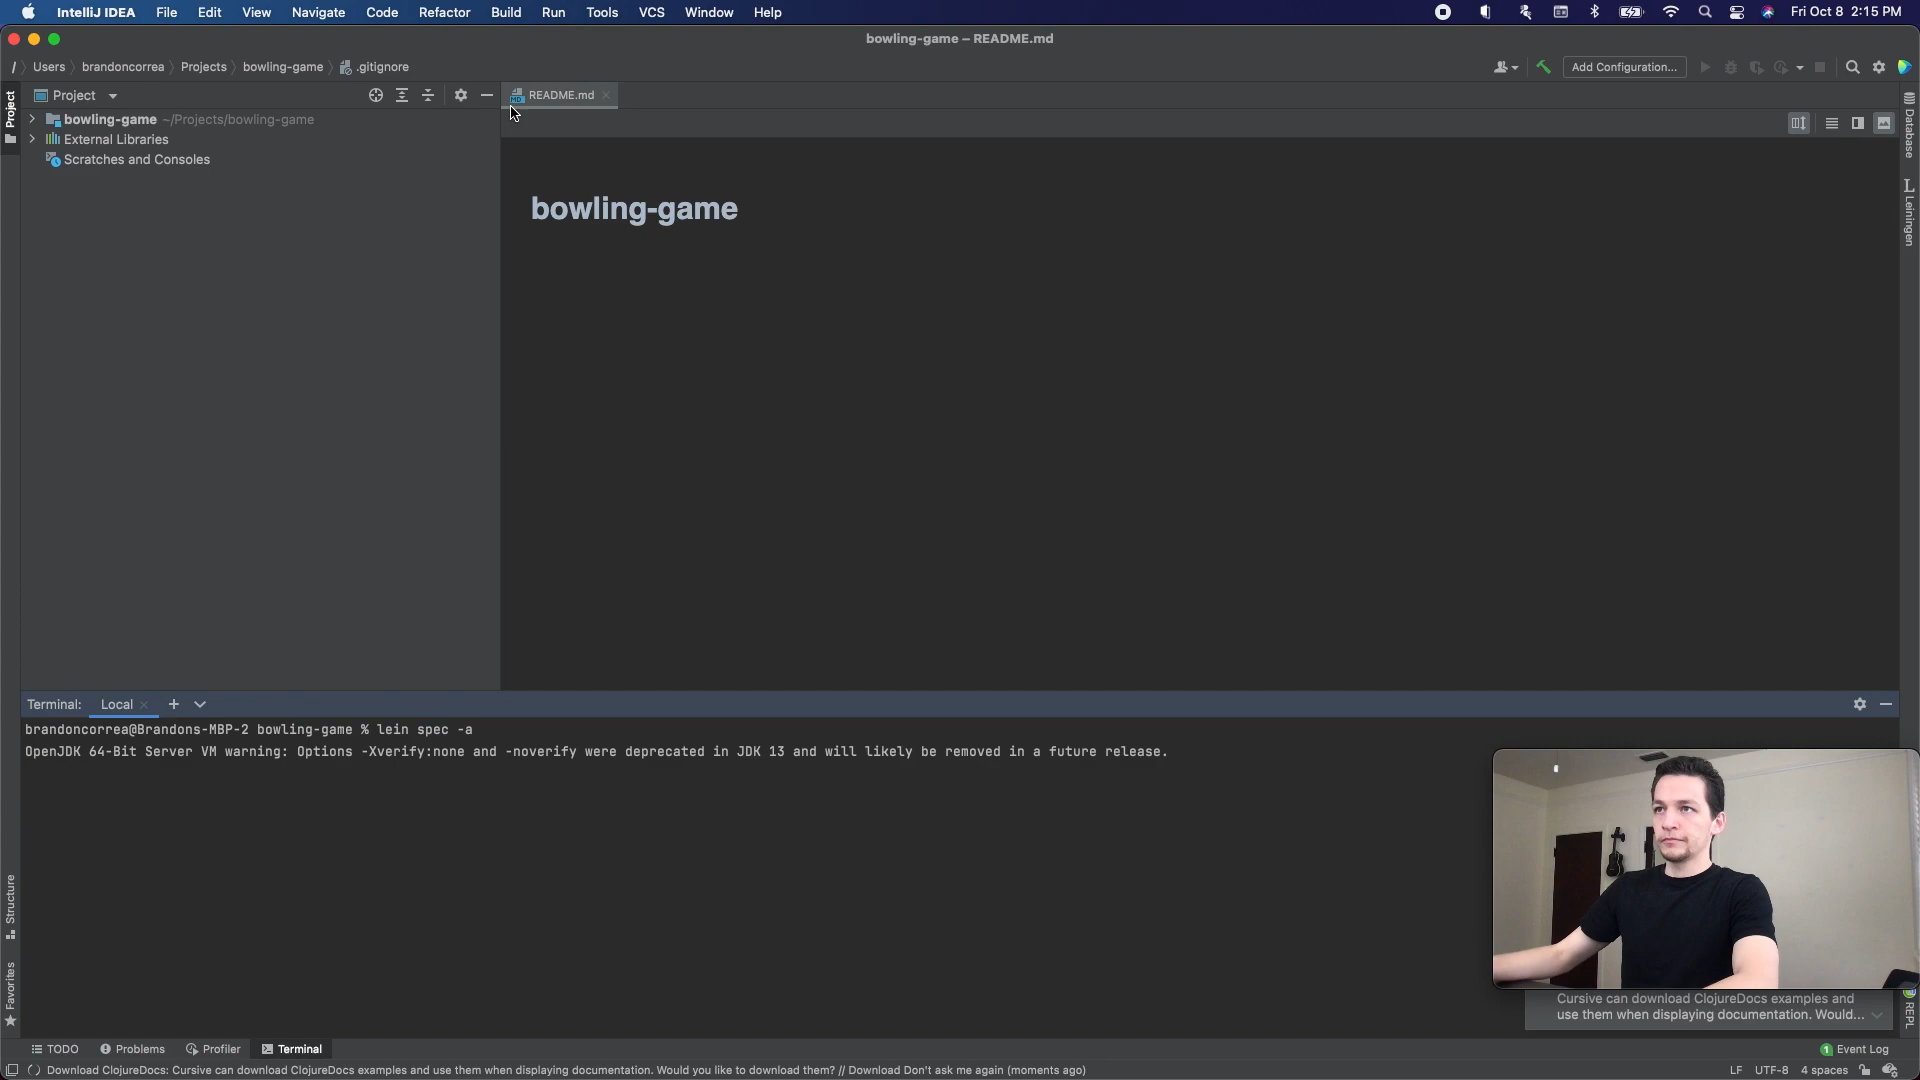 IntelliJ IDEA File Edit View Navigate Code Refactor Build Run Tools VCS Window Help Fri Oct 8 2:15 PM
bowling-game – README.md
/ Users brandoncorrea Projects bowling-game .gitignore Add Configuration...
Project
Project
README.md
bowling-game ~/Projects/bowling-game
External Libraries
Scratches and Consoles
Database
Leiningen
bowling-game
Terminal: Local
brandoncorrea@Brandons-MBP-2 bowling-game % lein spec -a
OpenJDK 64-Bit Server VM warning: Options -Xverify:none and -noverify were deprecated in JDK 13 and will likely be removed in a future release.
Structure
Favorites
Cursive can download ClojureDocs examples and
use them when displaying documentation. Would...
REPL
TODO Problems Profiler Terminal 1 Event Log
Download ClojureDocs: Cursive can download ClojureDocs examples and use them when displaying documentation. Would you like to download them? // Download Don't ask me again (moments ago) LF UTF-8 4 spaces